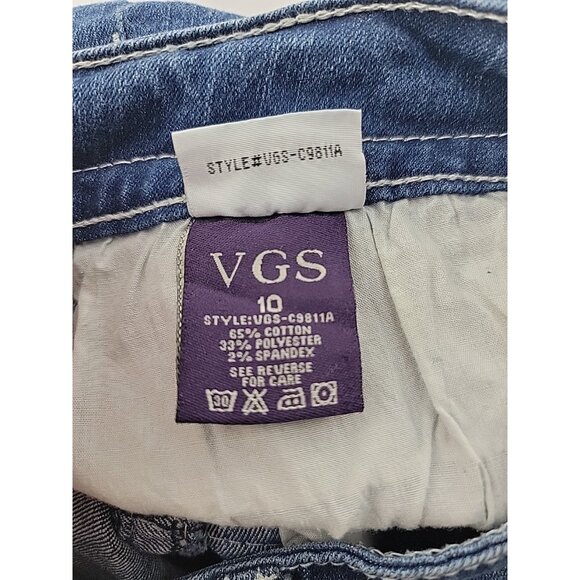 STYLE#VGS-C9811A
VGS
10
STYLE:VGS-C9811A
65% COTTON
33% POLYESTER
2% SPANDEX
SEE REVERSE
FOR CARE
30